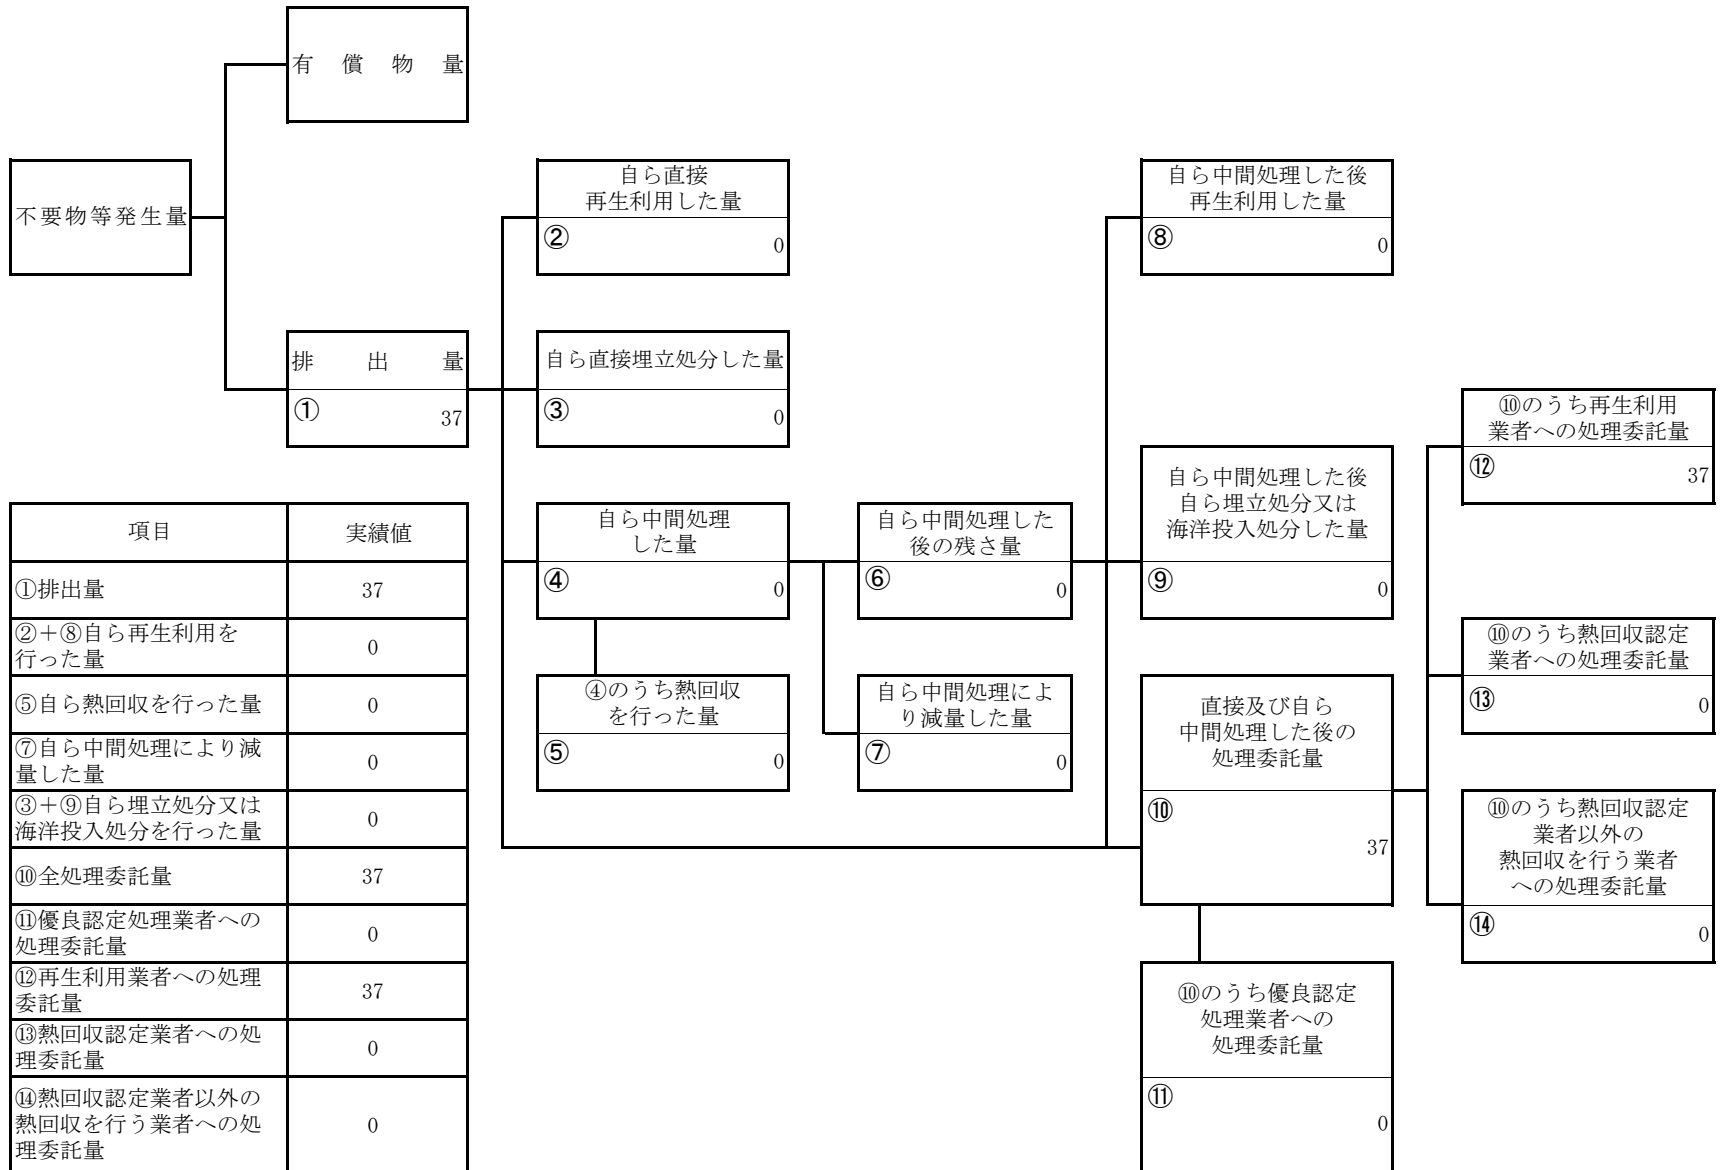 有償物量
不要物等発生量
排出量
① 37
自ら直接
再生利用した量
② 0
自ら直接埋立処分した量
③ 0
自ら中間処理
した量
④ 0
④のうち熱回収
を行った量
⑤ 0
自ら中間処理した
後の残さ量
⑥ 0
自ら中間処理によ
り減量した量
⑦ 0
自ら中間処理した後
再生利用した量
⑧ 0
自ら中間処理した後
自ら埋立処分又は
海洋投入処分した量
⑨ 0
直接及び自ら
中間処理した後の
処理委託量
⑩
37
⑩のうち優良認定
処理業者への
処理委託量
⑪
0
⑩のうち再生利用
業者への処理委託量
⑫ 37
⑩のうち熱回収認定
業者への処理委託量
⑬ 0
⑩のうち熱回収認定
業者以外の
熱回収を行う業者
への処理委託量
⑭ 0
項目 実績値
①排出量 37
②+⑧自ら再生利用を
行った量 0
⑤自ら熱回収を行った量 0
⑦自ら中間処理により減
量した量 0
③+⑨自ら埋立処分又は
海洋投入処分を行った量 0
⑩全処理委託量 37
⑪優良認定処理業者への
処理委託量 0
⑫再生利用業者への処理
委託量 37
⑬熱回収認定業者への処
理委託量 0
⑭熱回収認定業者以外の
熱回収を行う業者への処 0
理委託量